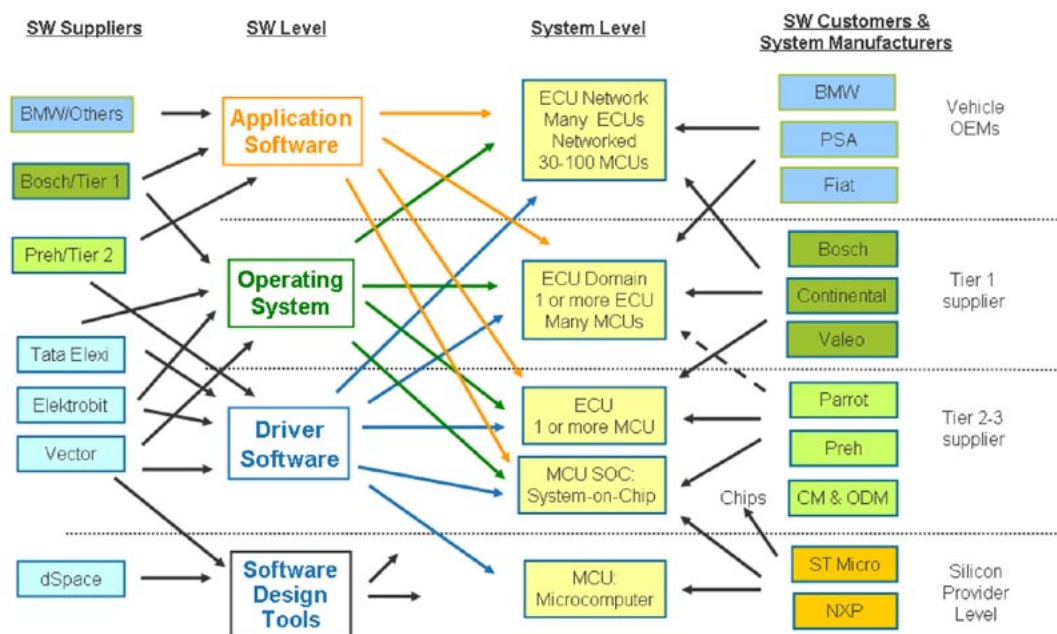 SW Suppliers
SW Level
System Level
SW Customers &
System Manufacturers
BMW/Others
Bosch/Tier 1
Preh/Tier 2
Tata Elexi
Elektrobit
Vector
dSpace
Application
Software
Operating
System
Driver
Software
Software
Design
Tools
ECU Network
Many ECUs
Networked
30-100 MCUs
ECU Domain
1 or more ECU
Many MCUs
ECU
1 or more MCU
MCU SOC:
System-on-Chip
MCU:
Microcomputer
BMW
PSA
Fiat
Vehicle
OEMs
Bosch
Continental
Valeo
Tier 1
supplier
Parrot
Preh
CM & ODM
Tier 2-3
supplier
Chips
ST Micro
NXP
Silicon
Provider
Level